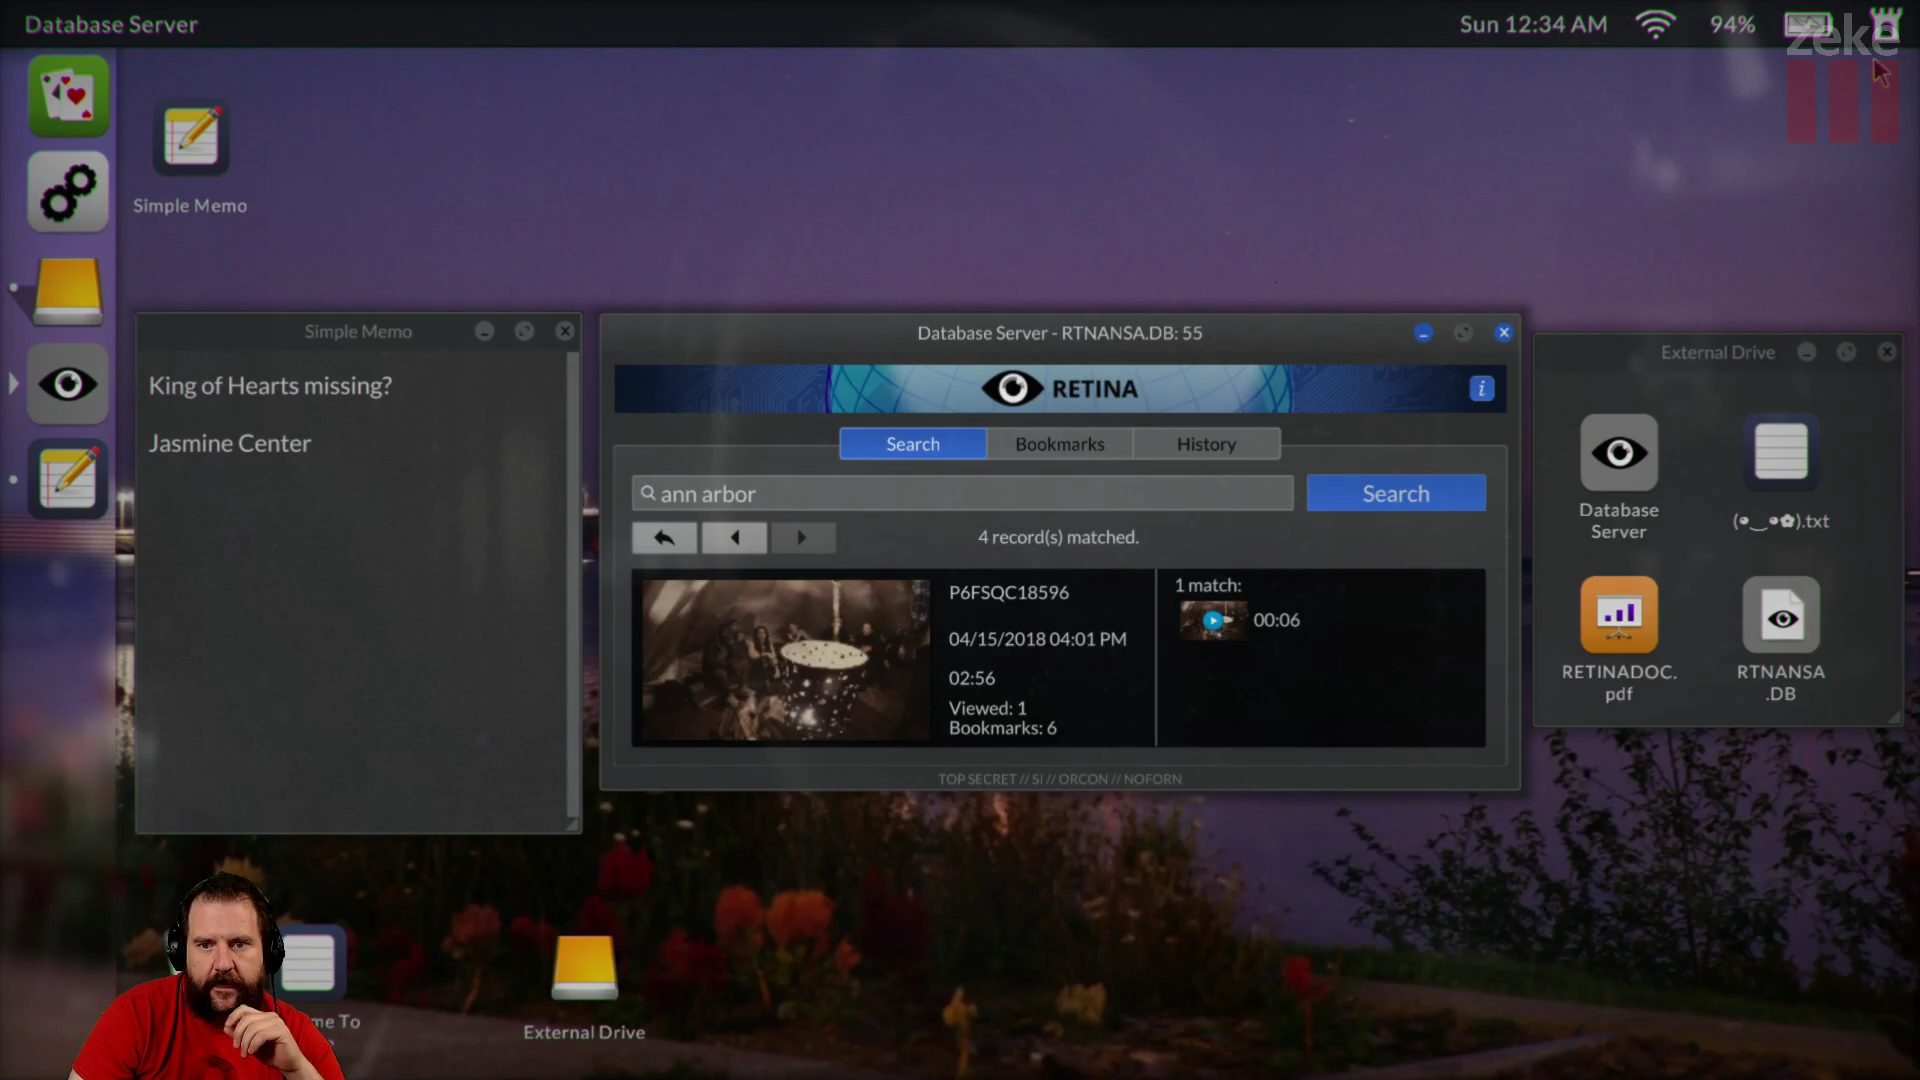 Database Server
Sun 12:34 AM
94%
zeke
Simple Memo
Simple Memo
King of Hearts missing?
Jasmine Center
Database Server - RTNANSA.DB: 55
RETINA
i
Search
Bookmarks
History
ann arbor
Search
4 record(s) matched.
P6FSQC18596
04/15/2018 04:01 PM
02:56
Viewed: 1
Bookmarks: 6
1 match:
00:06
TOP SECRET // SI // ORCON // NOFORN
External Drive
Database
Server
(•‿•✿).txt
RETINADOC.
pdf
RTNANSA
.DB
me To
External Drive